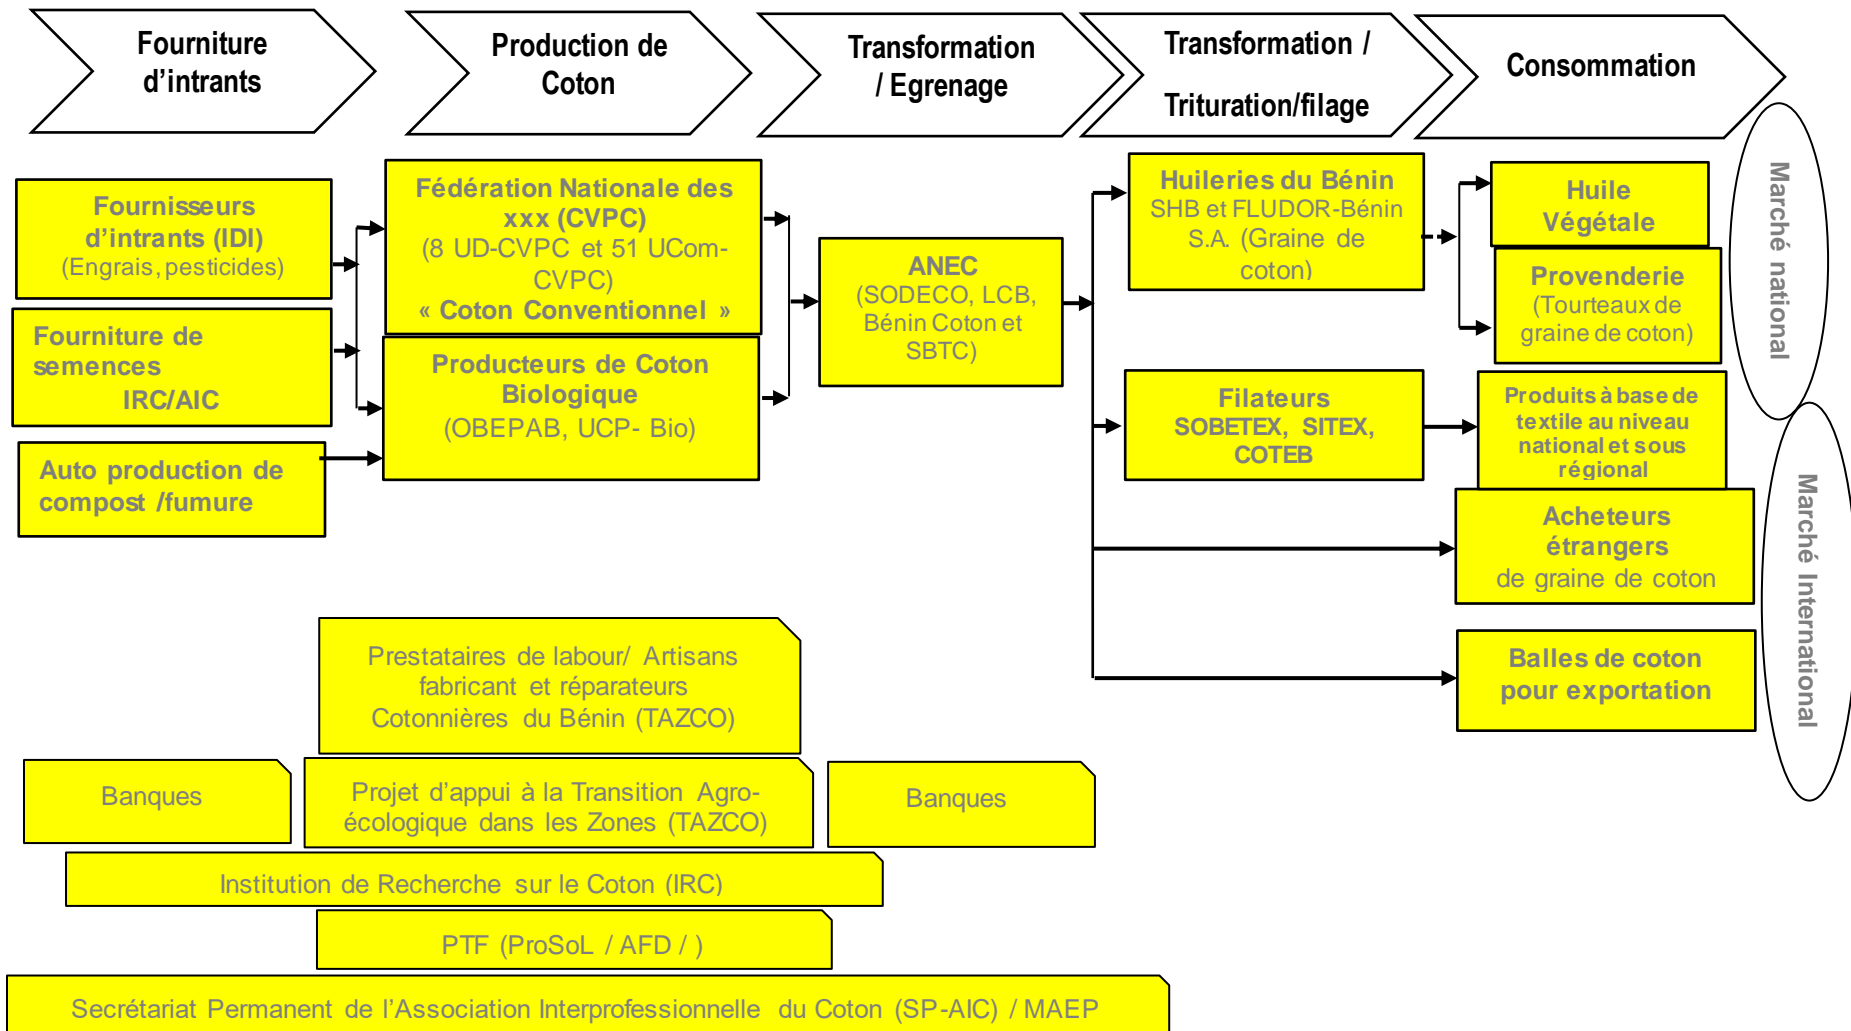 Fourniture
d’intrants
Production de
Coton
Transformation
/ Egrenage
Transformation /
Trituration/filage
Consommation
Fournisseurs
d’intrants (IDI)
(Engrais, pesticides)
Fourniture de
semences
IRC/AIC
Auto production de
compost /fumure
Fédération Nationale des
xxx (CVPC)
(8 UD-CVPC et 51 UCom-
CVPC)
« Coton Conventionnel »
Producteurs de Coton
Biologique
(OBEPAB, UCP- Bio)
ANEC
(SODECO, LCB,
Bénin Coton et
SBTC)
Huileries du Bénin
SHB et FLUDOR-Bénin
S.A. (Graine de
coton)
Filateurs
SOBETEX, SITEX,
COTEB
Huile
Végétale
Provenderie
(Tourteaux de
graine de coton)
Produits à base de
textile au niveau
national et sous
régional
Acheteurs
étrangers
de graine de coton
Balles de coton
pour exportation
Marché national
Marché International
Prestataires de labour/ Artisans
fabricant et réparateurs
Cotonnières du Bénin (TAZCO)
Banques
Projet d’appui à la Transition Agro-
écologique dans les Zones (TAZCO)
Banques
Institution de Recherche sur le Coton (IRC)
PTF (ProSoL / AFD / )
Secrétariat Permanent de l’Association Interprofessionnelle du Coton (SP-AIC) / MAEP